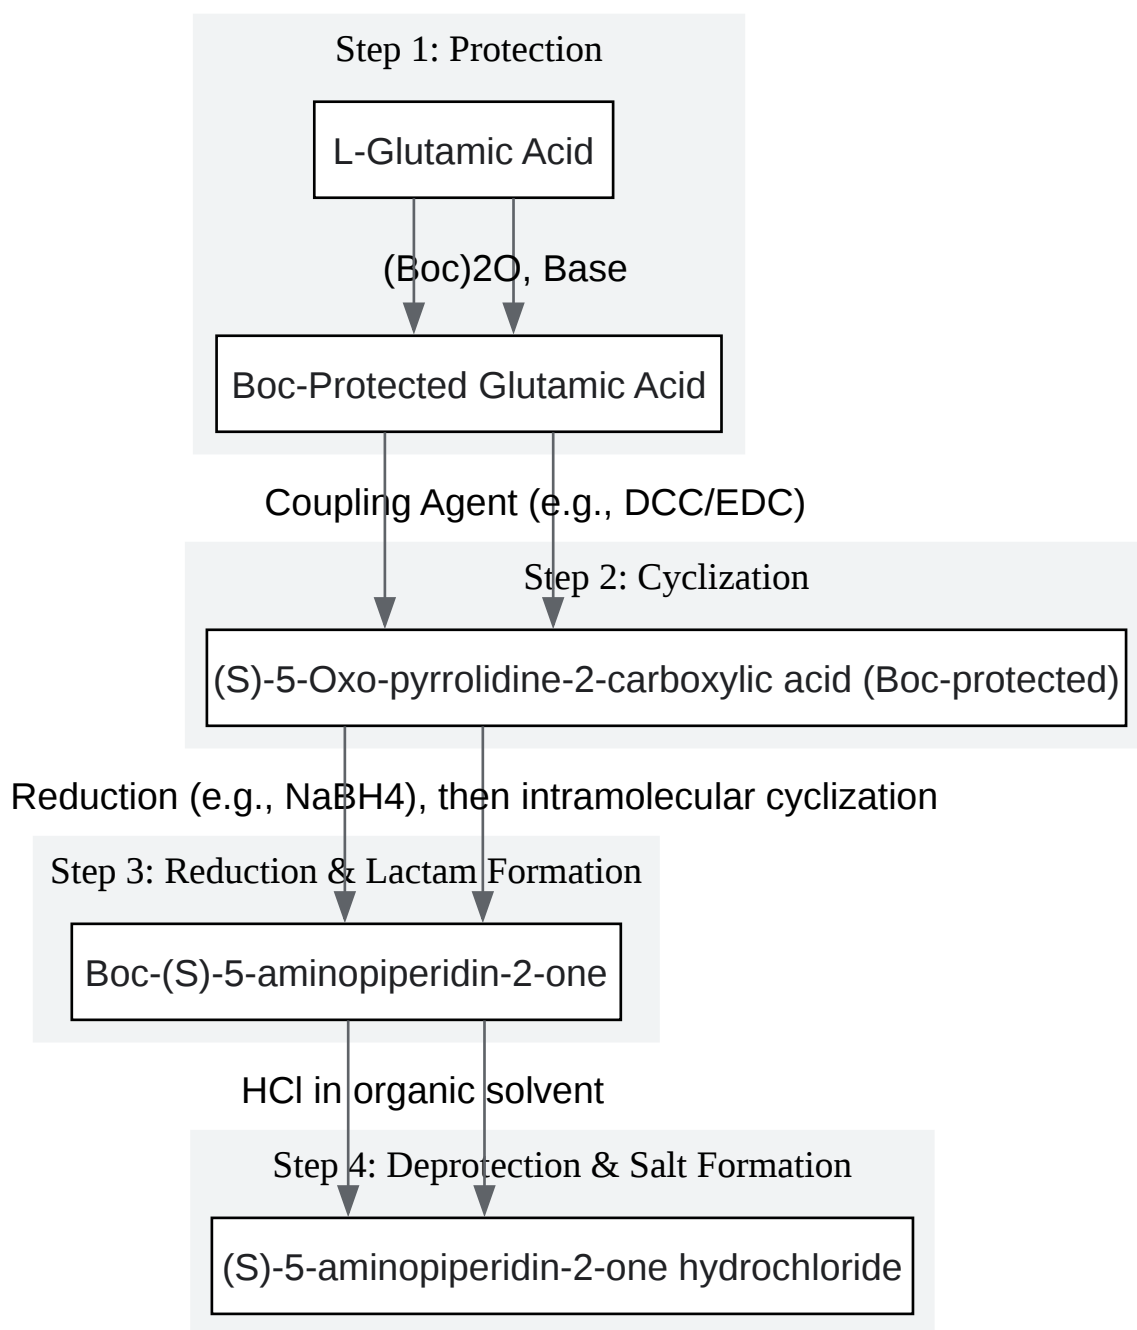 Step 1: Protection
L-Glutamic Acid
(Boc)2O, Base
Boc-Protected Glutamic Acid
Coupling Agent (e.g., DCC/EDC)
Step 2: Cyclization
(S)-5-Oxo-pyrrolidine-2-carboxylic acid (Boc-protected)
Reduction (e.g., NaBH4), then intramolecular cyclization
Step 3: Reduction & Lactam Formation
Boc-(S)-5-aminopiperidin-2-one
HCl in organic solvent
Step 4: Deprotection & Salt Formation
(S)-5-aminopiperidin-2-one hydrochloride